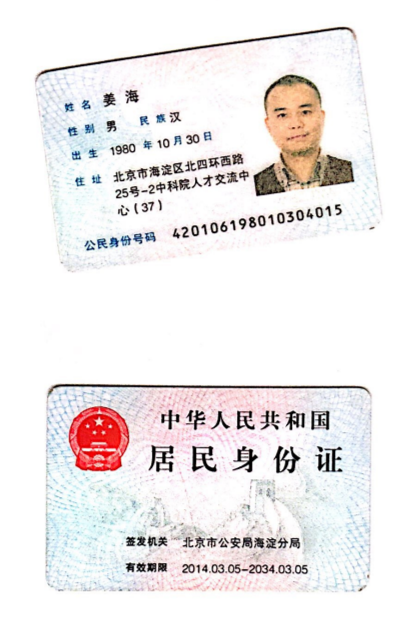 姓名 姜海
性别 男 民族 汉
出生 1980 年 10 月 30 日
住址 北京市海淀区北四环西路
25号-2中科院人才交流中
心（37）
公民身份号码 420106198010304015
中华人民共和国
居民身份证
签发机关 北京市公安局海淀分局
有效期限 2014.03.05-2034.03.05